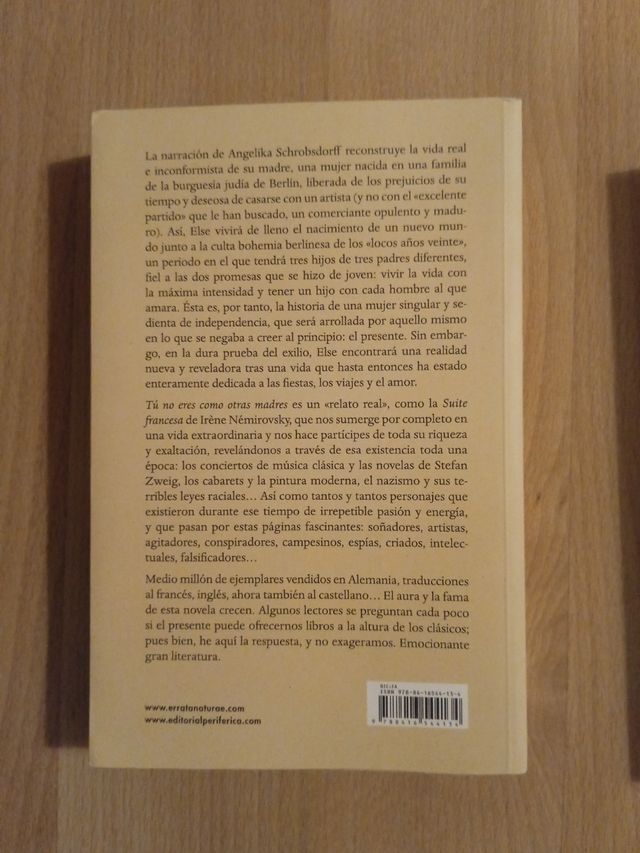 La narración de Angelika Schrobsdorff reconstruye la vida real
e inconformista de su madre, una mujer nacida en una familia
de la burguesía judía de Berlín, liberada de los prejuicios de su
tiempo y deseosa de casarse con un artista (y no con el «excelente
partido» que le han buscado, un comerciante opulento y madu-
ro). Así, Else vivirá de lleno el nacimiento de un nuevo mun-
do junto a la culta bohemia berlinesa de los «locos años veinte»,
un periodo en el que tendrá tres hijos de tres padres diferentes,
fiel a las dos promesas que se hizo de joven: vivir la vida con
la máxima intensidad y tener un hijo con cada hombre al que
amara. Ésta es, por tanto, la historia de una mujer singular y se-
dienta de independencia, que será arrollada por aquello mismo
en lo que se negaba a creer al principio: el presente. Sin embar-
go, en la dura prueba del exilio, Else encontrará una realidad
nueva y reveladora tras una vida que hasta entonces ha estado
enteramente dedicada a las fiestas, los viajes y el amor.
Tú no eres como otras madres es un «relato real», como la Suite
francesa de Irène Némirovsky, que nos sumerge por completo en
una vida extraordinaria y nos hace partícipes de toda su riqueza
y exaltación, revelándonos a través de esa existencia toda una
época: los conciertos de música clásica y las novelas de Stefan
Zweig, los cabarets y la pintura moderna, el nazismo y sus te-
rribles leyes raciales... Así como tantos y tantos personajes que
existieron durante ese tiempo de irrepetible pasión y energía,
y que pasan por estas páginas fascinantes: soñadores, artistas,
agitadores, conspiradores, campesinos, espías, criados, intelec-
tuales, falsificadores...
Medio millón de ejemplares vendidos en Alemania, traducciones
al francés, inglés, ahora también al castellano... El aura y la fama
de esta novela crecen. Algunos lectores se preguntan cada poco
si el presente puede ofrecernos libros a la altura de los clásicos;
pues bien, he aquí la respuesta, y no exageramos. Emocionante
gran literatura.
BIC:FA
ISBN 978-84-16544-15-4
9 788416 544154
www.erratanaturae.com
www.editorialperiferica.com